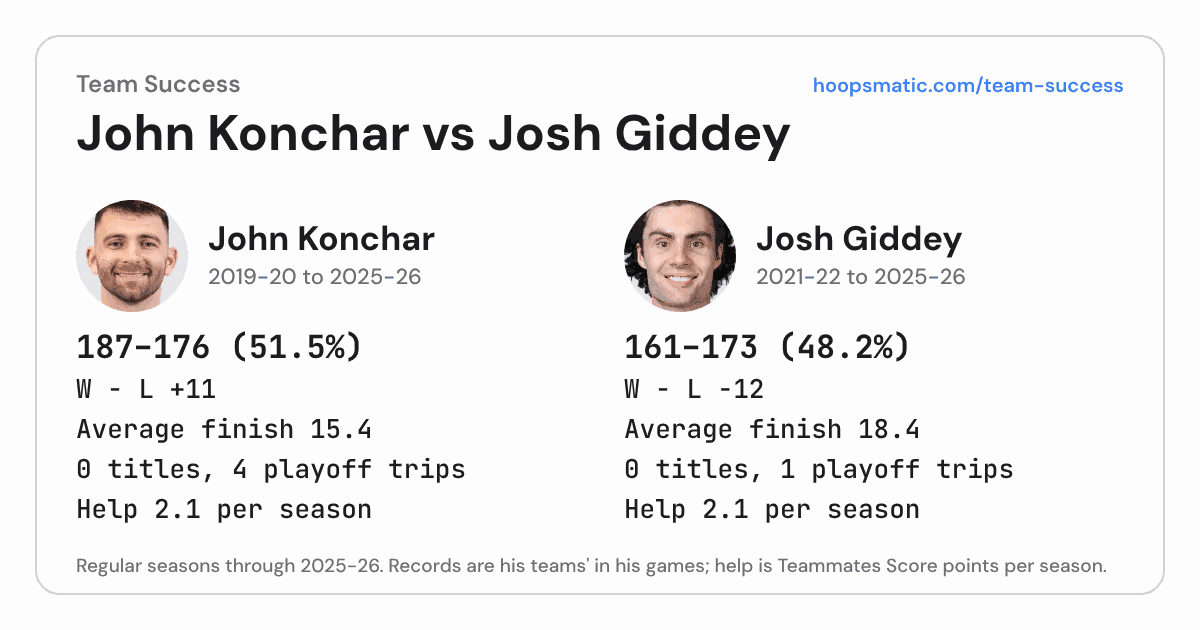 Team Success
hoopsmatic.com/team-success
John Konchar vs Josh Giddey
John Konchar
2019-20 to 2025-26
187-176 (51.5%)
W - L +11
Average finish 15.4
0 titles, 4 playoff trips
Help 2.1 per season
Josh Giddey
2021-22 to 2025-26
161-173 (48.2%)
W - L -12
Average finish 18.4
0 titles, 1 playoff trips
Help 2.1 per season
Regular seasons through 2025-26. Records are his teams' in his games; help is Teammates Score points per season.